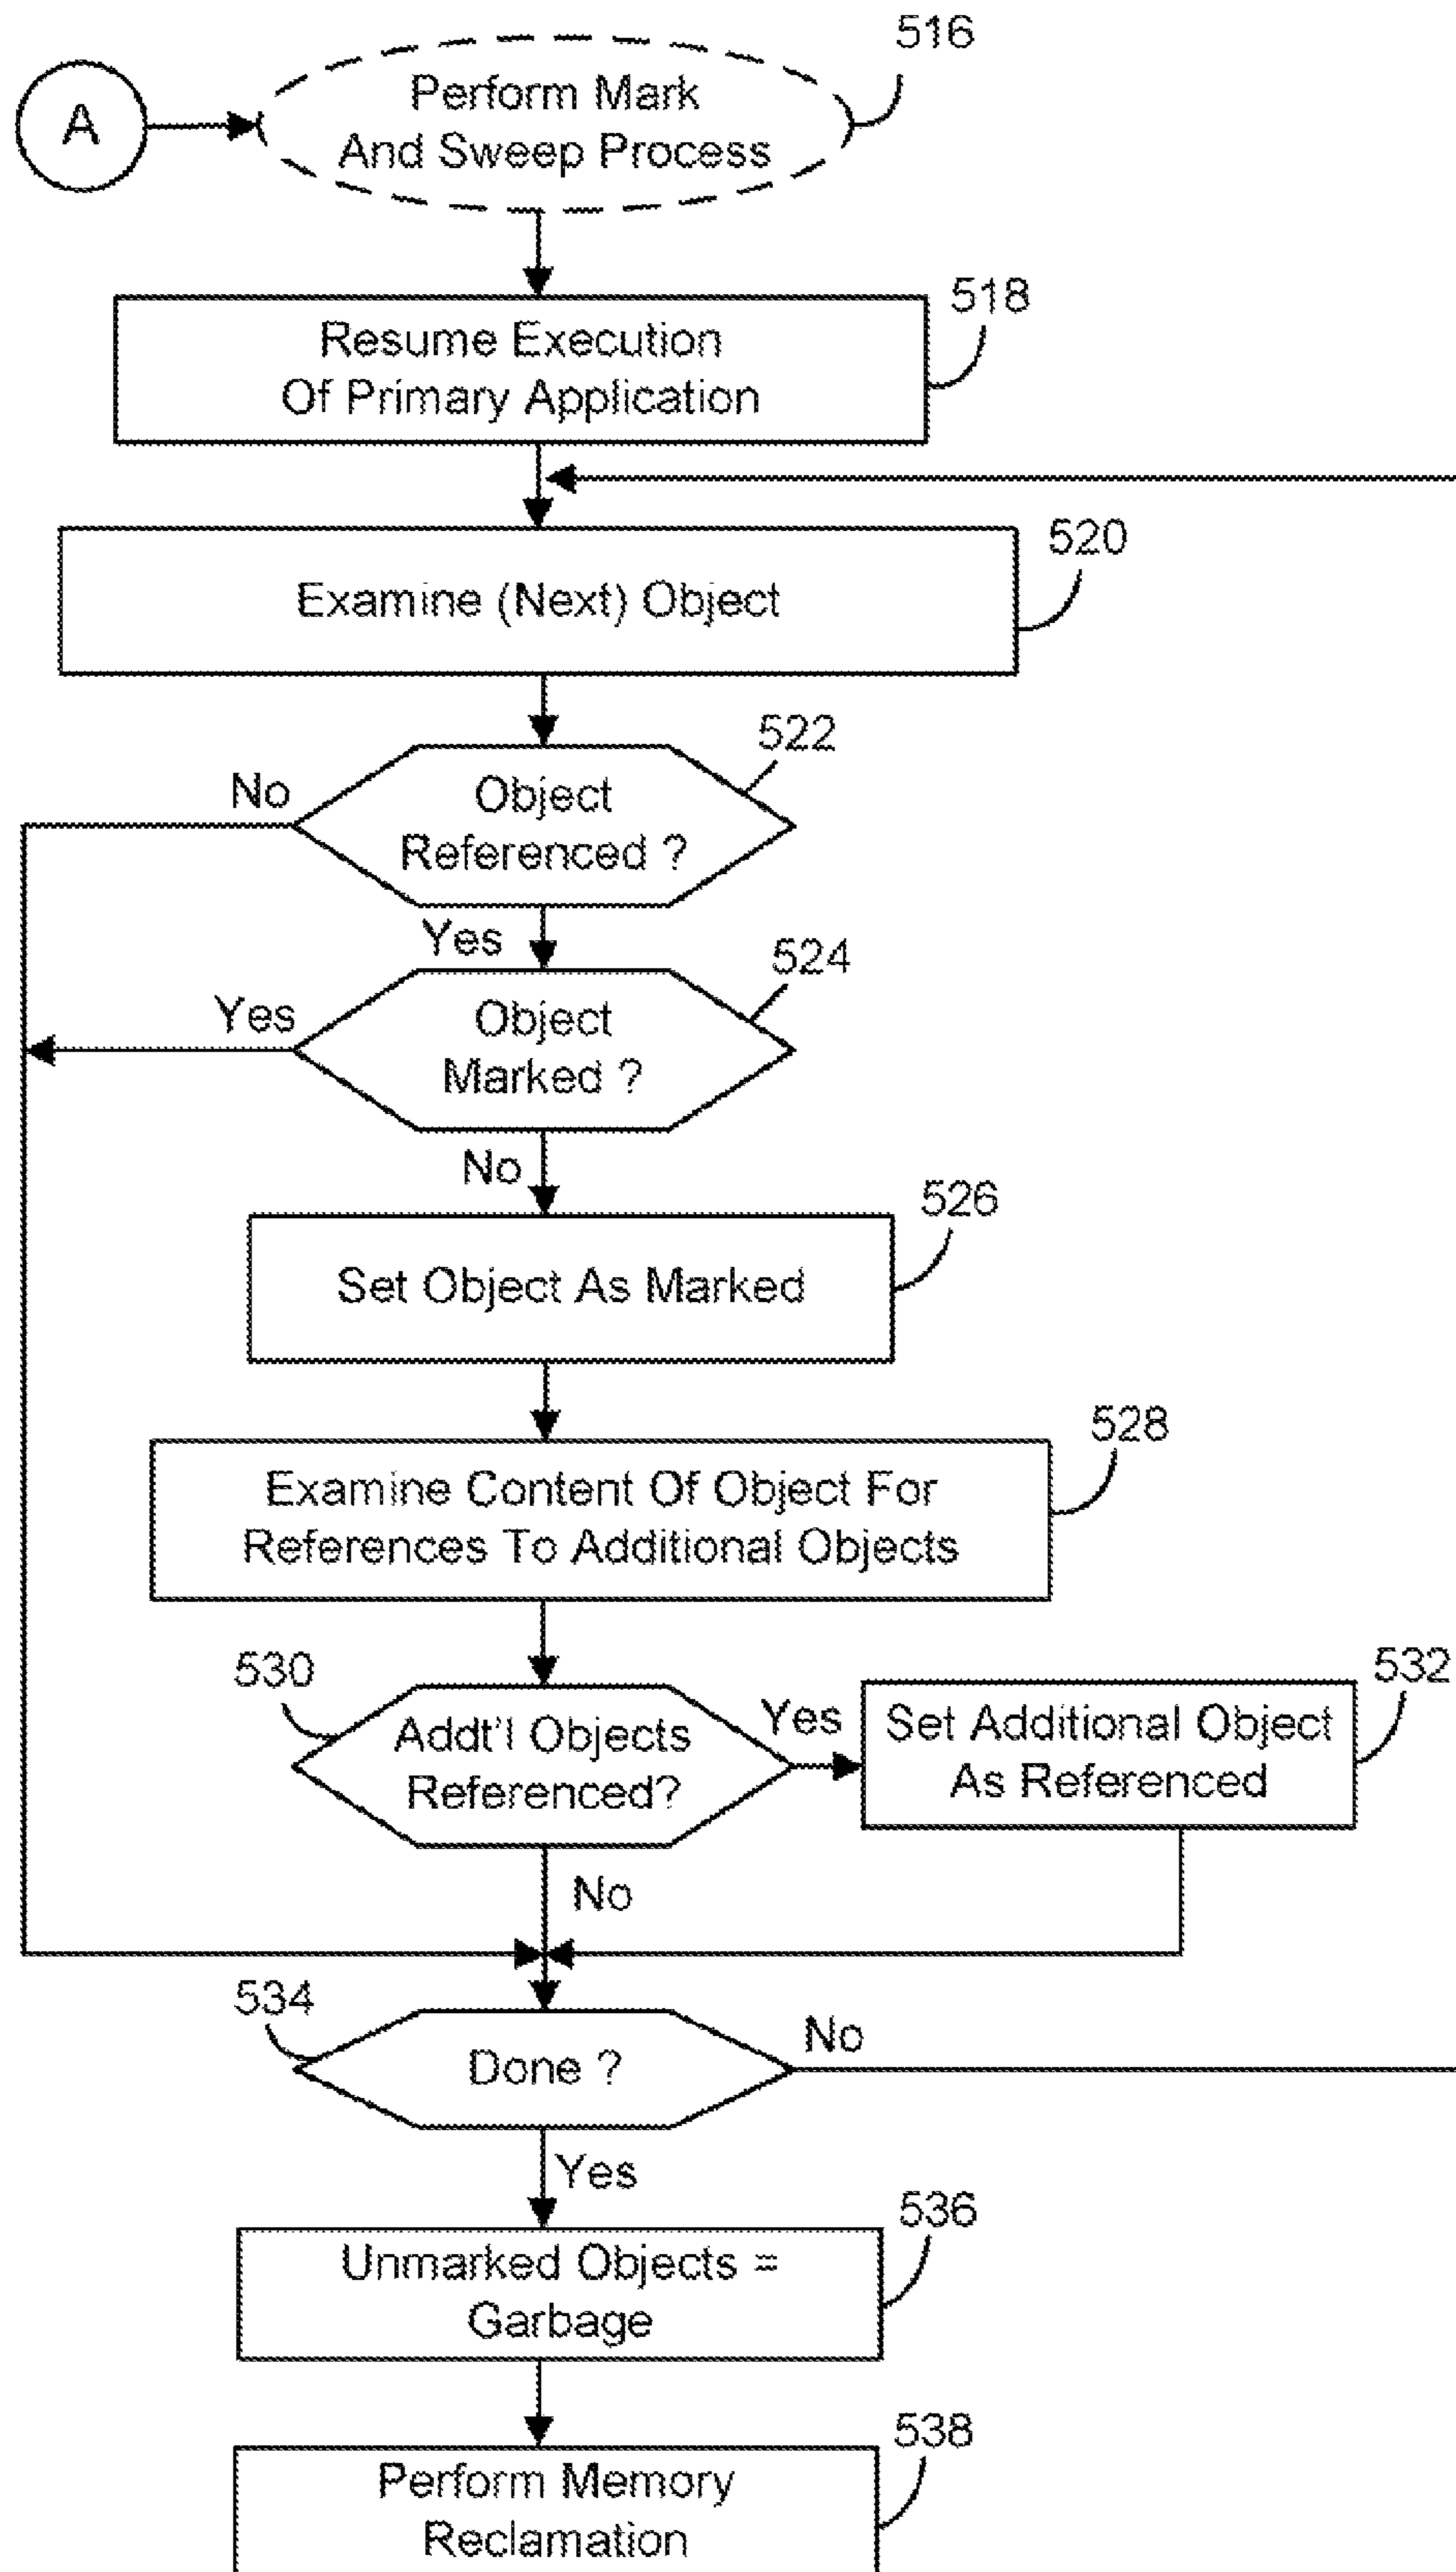 516
A
Perform Mark
And Sweep Process
518
Resume Execution
Of Primary Application
520
Examine (Next) Object
522
No
Object
Referenced ?
Yes
524
Yes
Object
Marked ?
No
526
Set Object As Marked
528
Examine Content Of Object For
References To Additional Objects
530
Addt'l Objects
Referenced?
Yes
532
Set Additional Object
As Referenced
No
534
Done ?
No
Yes
536
Unmarked Objects =
Garbage
538
Perform Memory
Reclamation